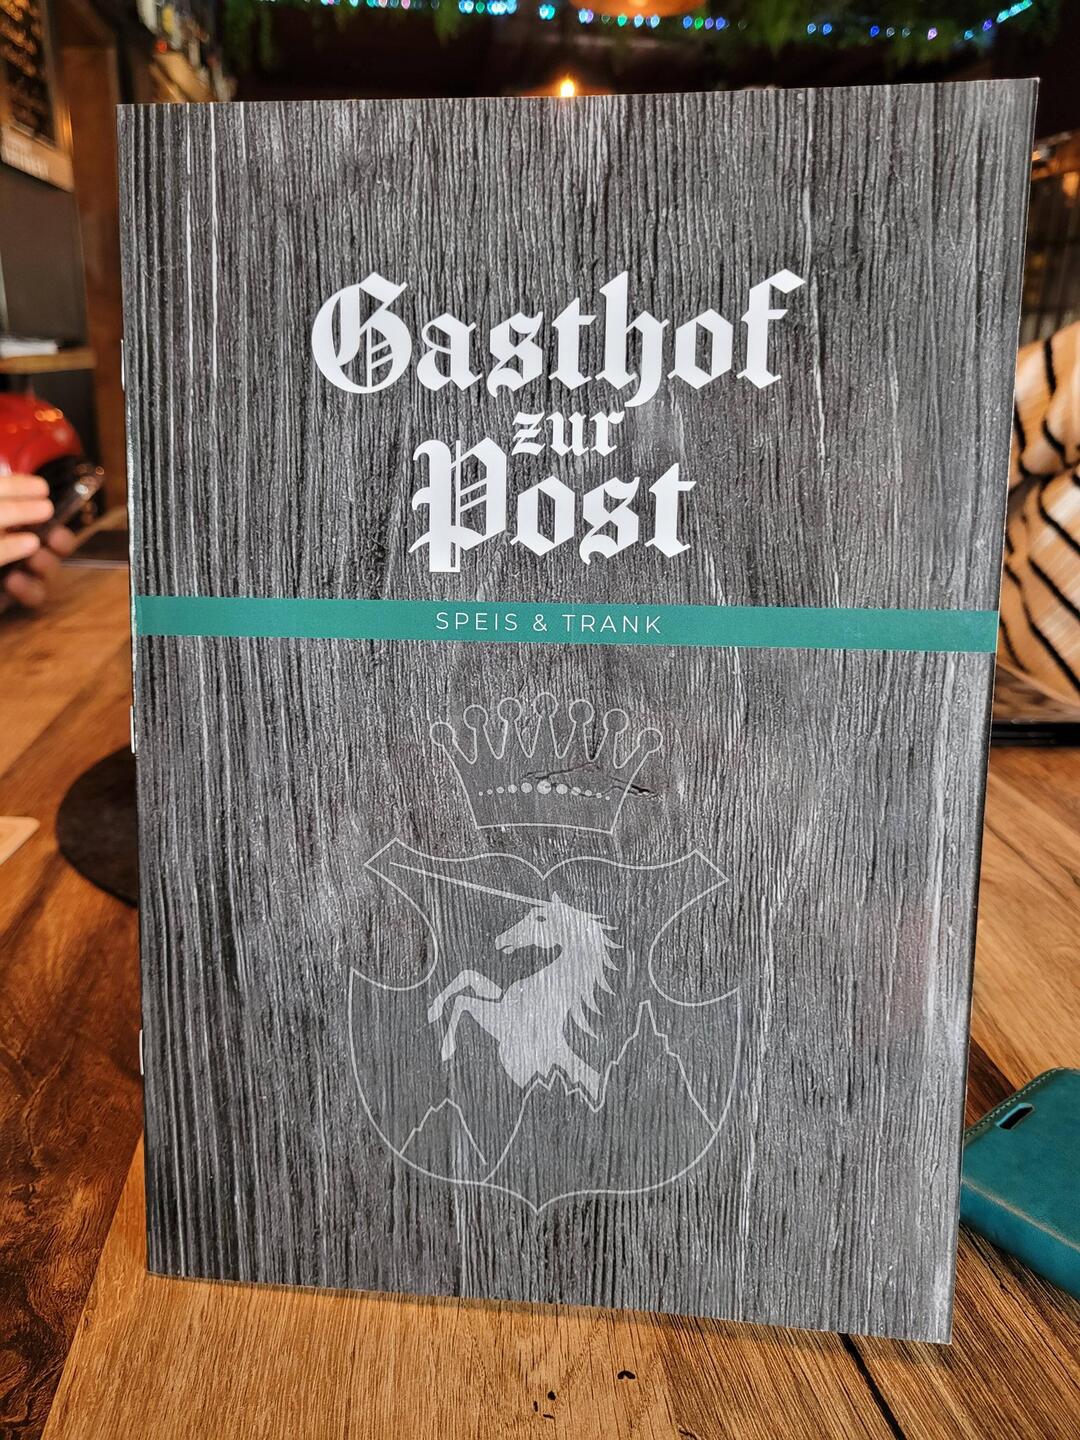 Gasthof
zur
Post
SPEIS & TRANK